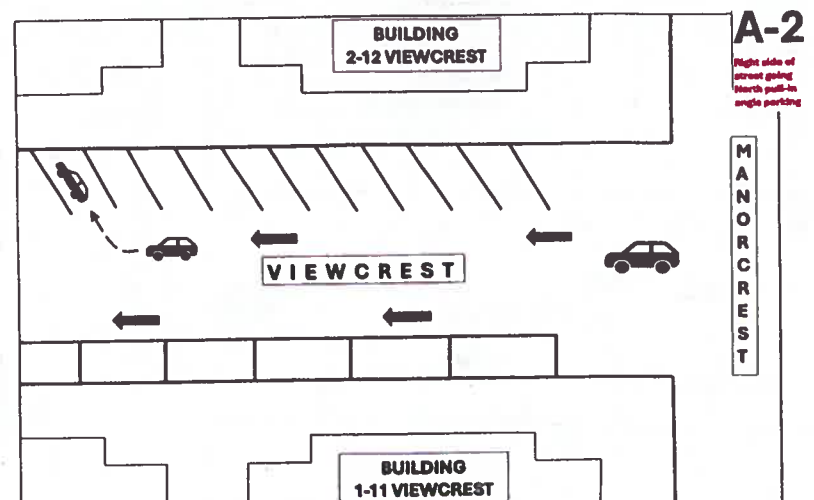 BUILDING
2-12 VIEWCREST
A-2
Right side of
street going
North pull-in
angle parking
MANORCREST
VIEWCREST
BUILDING
1-11 VIEWCREST